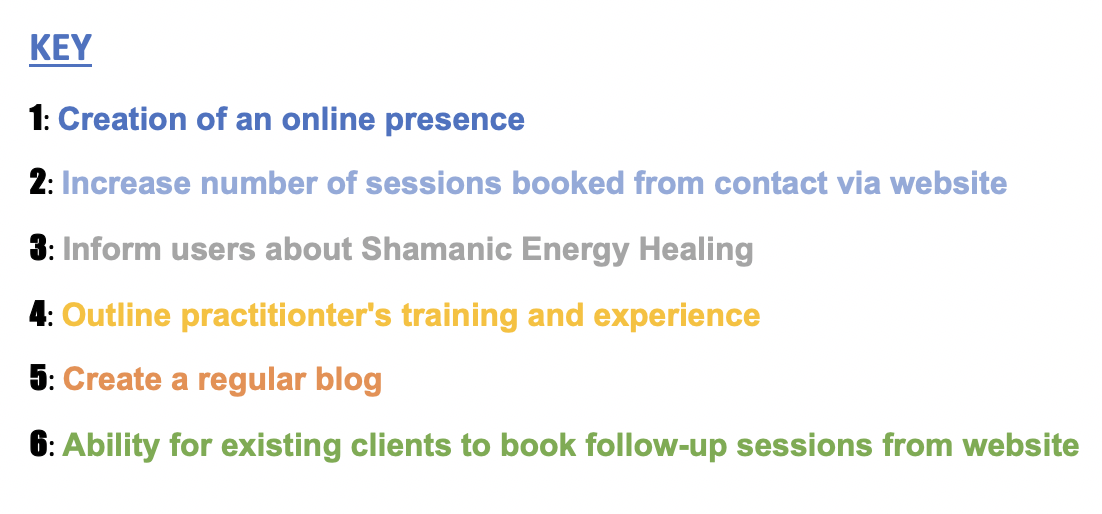 KEY
1: Creation of an online presence
2: Increase number of sessions booked from contact via website
3: Inform users about Shamanic Energy Healing
4: Outline practitionter's training and experience
5: Create a regular blog
6: Ability for existing clients to book follow-up sessions from website